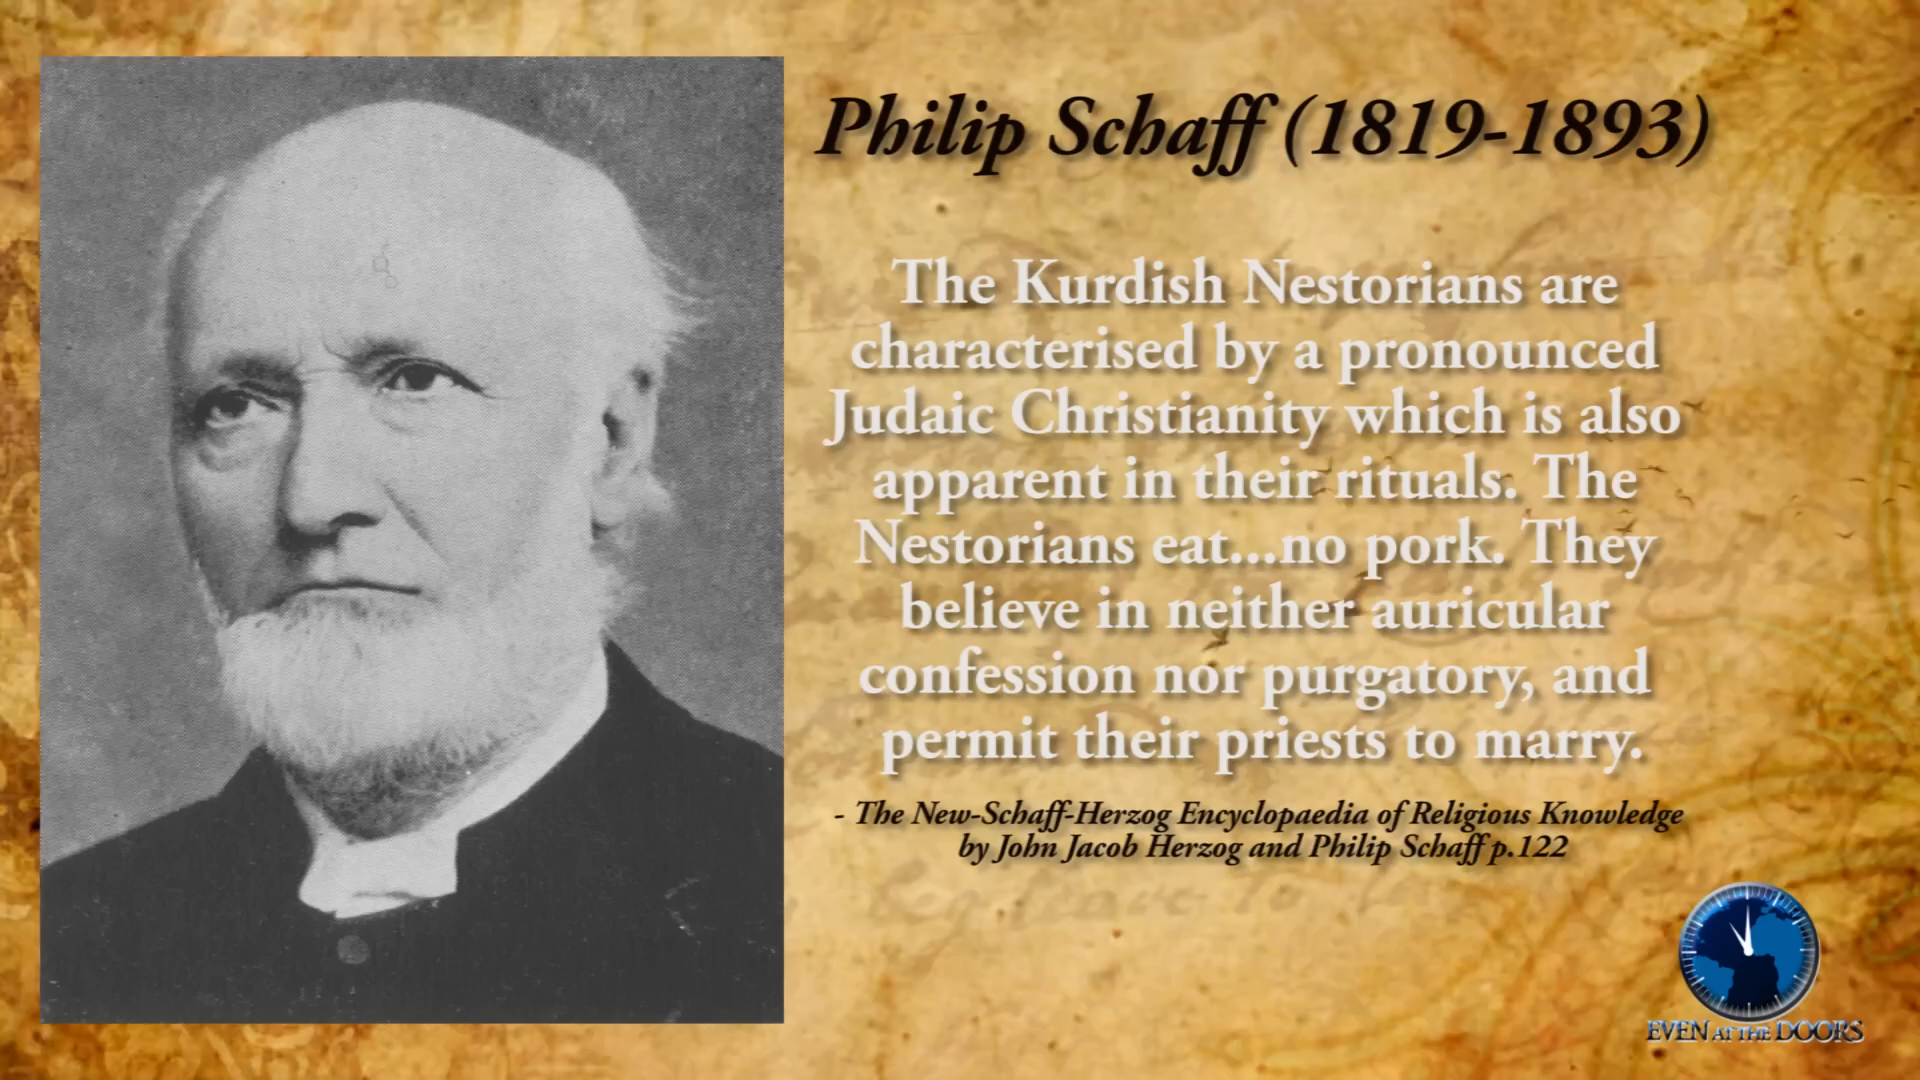 Philip Schaff (1819-1893)
The Kurdish Nestorians are
characterised by a pronounced
Judaic Christianity which is also
apparent in their rituals. The
Nestorians eat...no pork. They
believe in neither auricular
confession nor purgatory, and
permit their priests to marry.
- The New-Schaff-Herzog Encyclopaedia of Religious Knowledge
by John Jacob Herzog and Philip Schaff p.122
EVEN AT THE DOORS